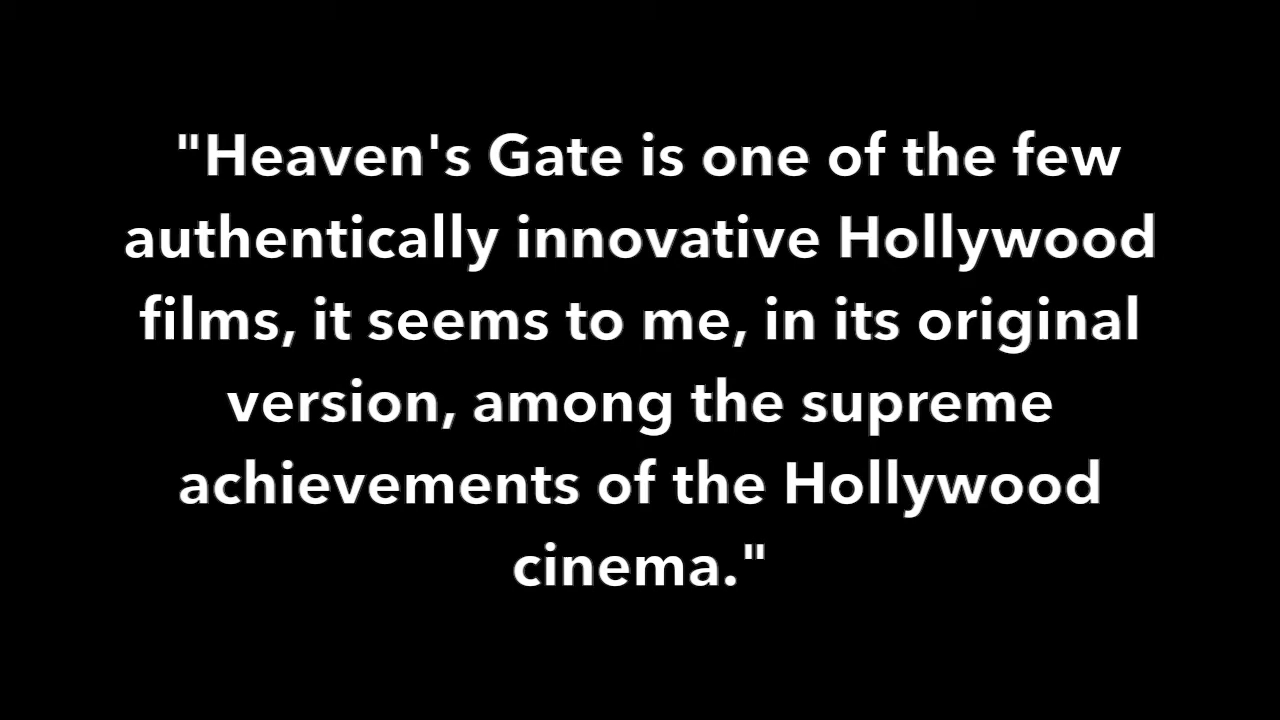 "Heaven's Gate is one of the few
authentically innovative Hollywood
films, it seems to me, in its original
version, among the supreme
achievements of the Hollywood
cinema."